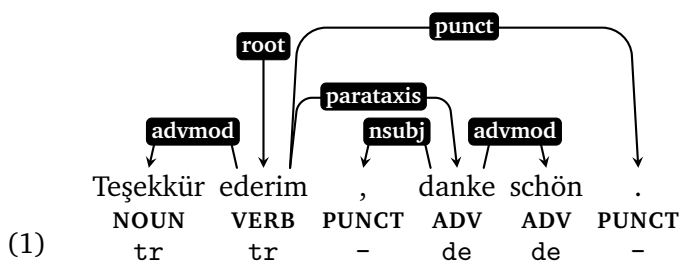 punct
root
parataxis
advmod nsubj advmod
Teşekkür ederim , danke schön .
NOUN VERB PUNCT ADV ADV PUNCT
(1) tr tr – de de –